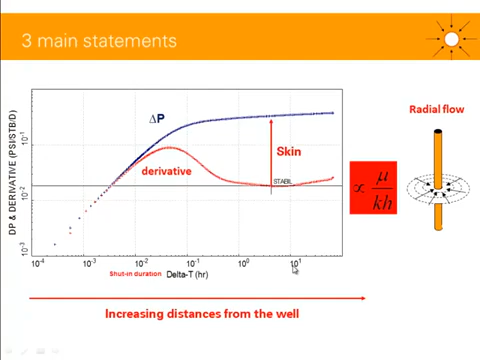 3 main statements
ΔP
derivative
Skin
STABIL
DP & DERIVATIVE (PSI/STB/D)
10⁻¹
10⁻²
10⁻³
10⁻⁴
10⁻³
10⁻²
10⁻¹
10⁰
10¹
Shut-in duration
Delta-T (hr)
Radial flow
∝ μ
kh
Increasing distances from the well